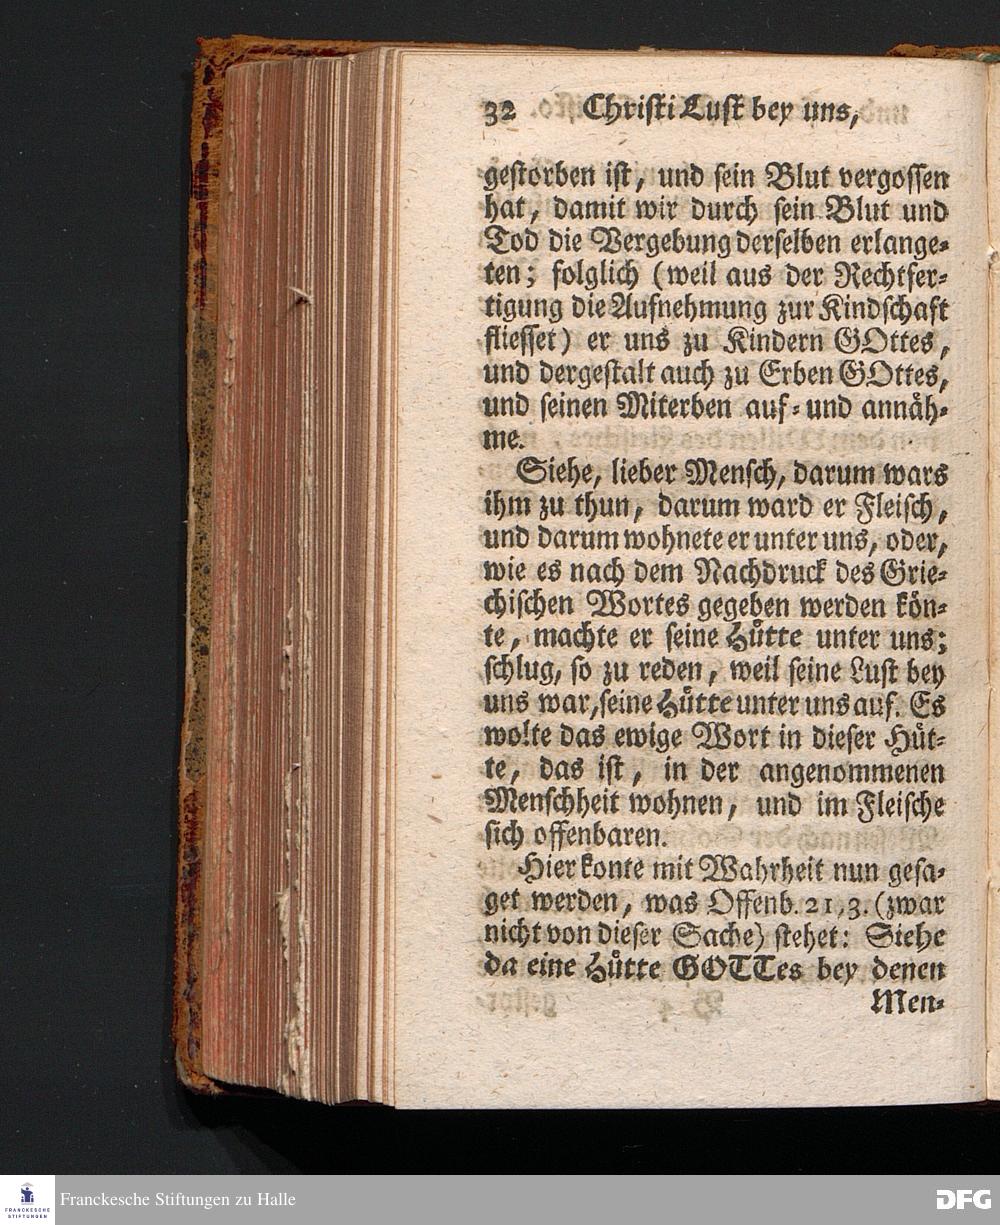 32 Christi Lust bey uns,
gestorben ist, und sein Blut vergossen
hat, damit wir durch sein Blut und
Tod die Vergebung derselben erlange-
ten; folglich (weil aus der Rechtfer-
tigung die Aufnehmung zur Kindschaft
fliesset) er uns zu Kindern GOttes,
und dergestalt auch zu Erben GOttes,
und seinen Miterben auf- und annäh-
me.
Siehe, lieber Mensch, darum wars
ihm zu thun, darum ward er Fleisch,
und darum wohnete er unter uns, oder,
wie es nach dem Nachdruck des Grie-
chischen Wortes gegeben werden kön-
te, machte er seine Hütte unter uns;
schlug, so zu reden, weil seine Lust bey
uns war, seine Hütte unter uns auf. Es
wolte das ewige Wort in dieser Hüt-
te, das ist, in der angenommenen
Menschheit wohnen, und im Fleische
sich offenbaren.
Hier konte mit Wahrheit nun gesa-
get werden, was Offenb. 21, 3. (zwar
nicht von dieser Sache) stehet: Siehe
da eine Hütte GOTTes bey denen
Men-
FRANCKESCHE
STIFTUNGEN
Franckesche Stiftungen zu Halle
DFG